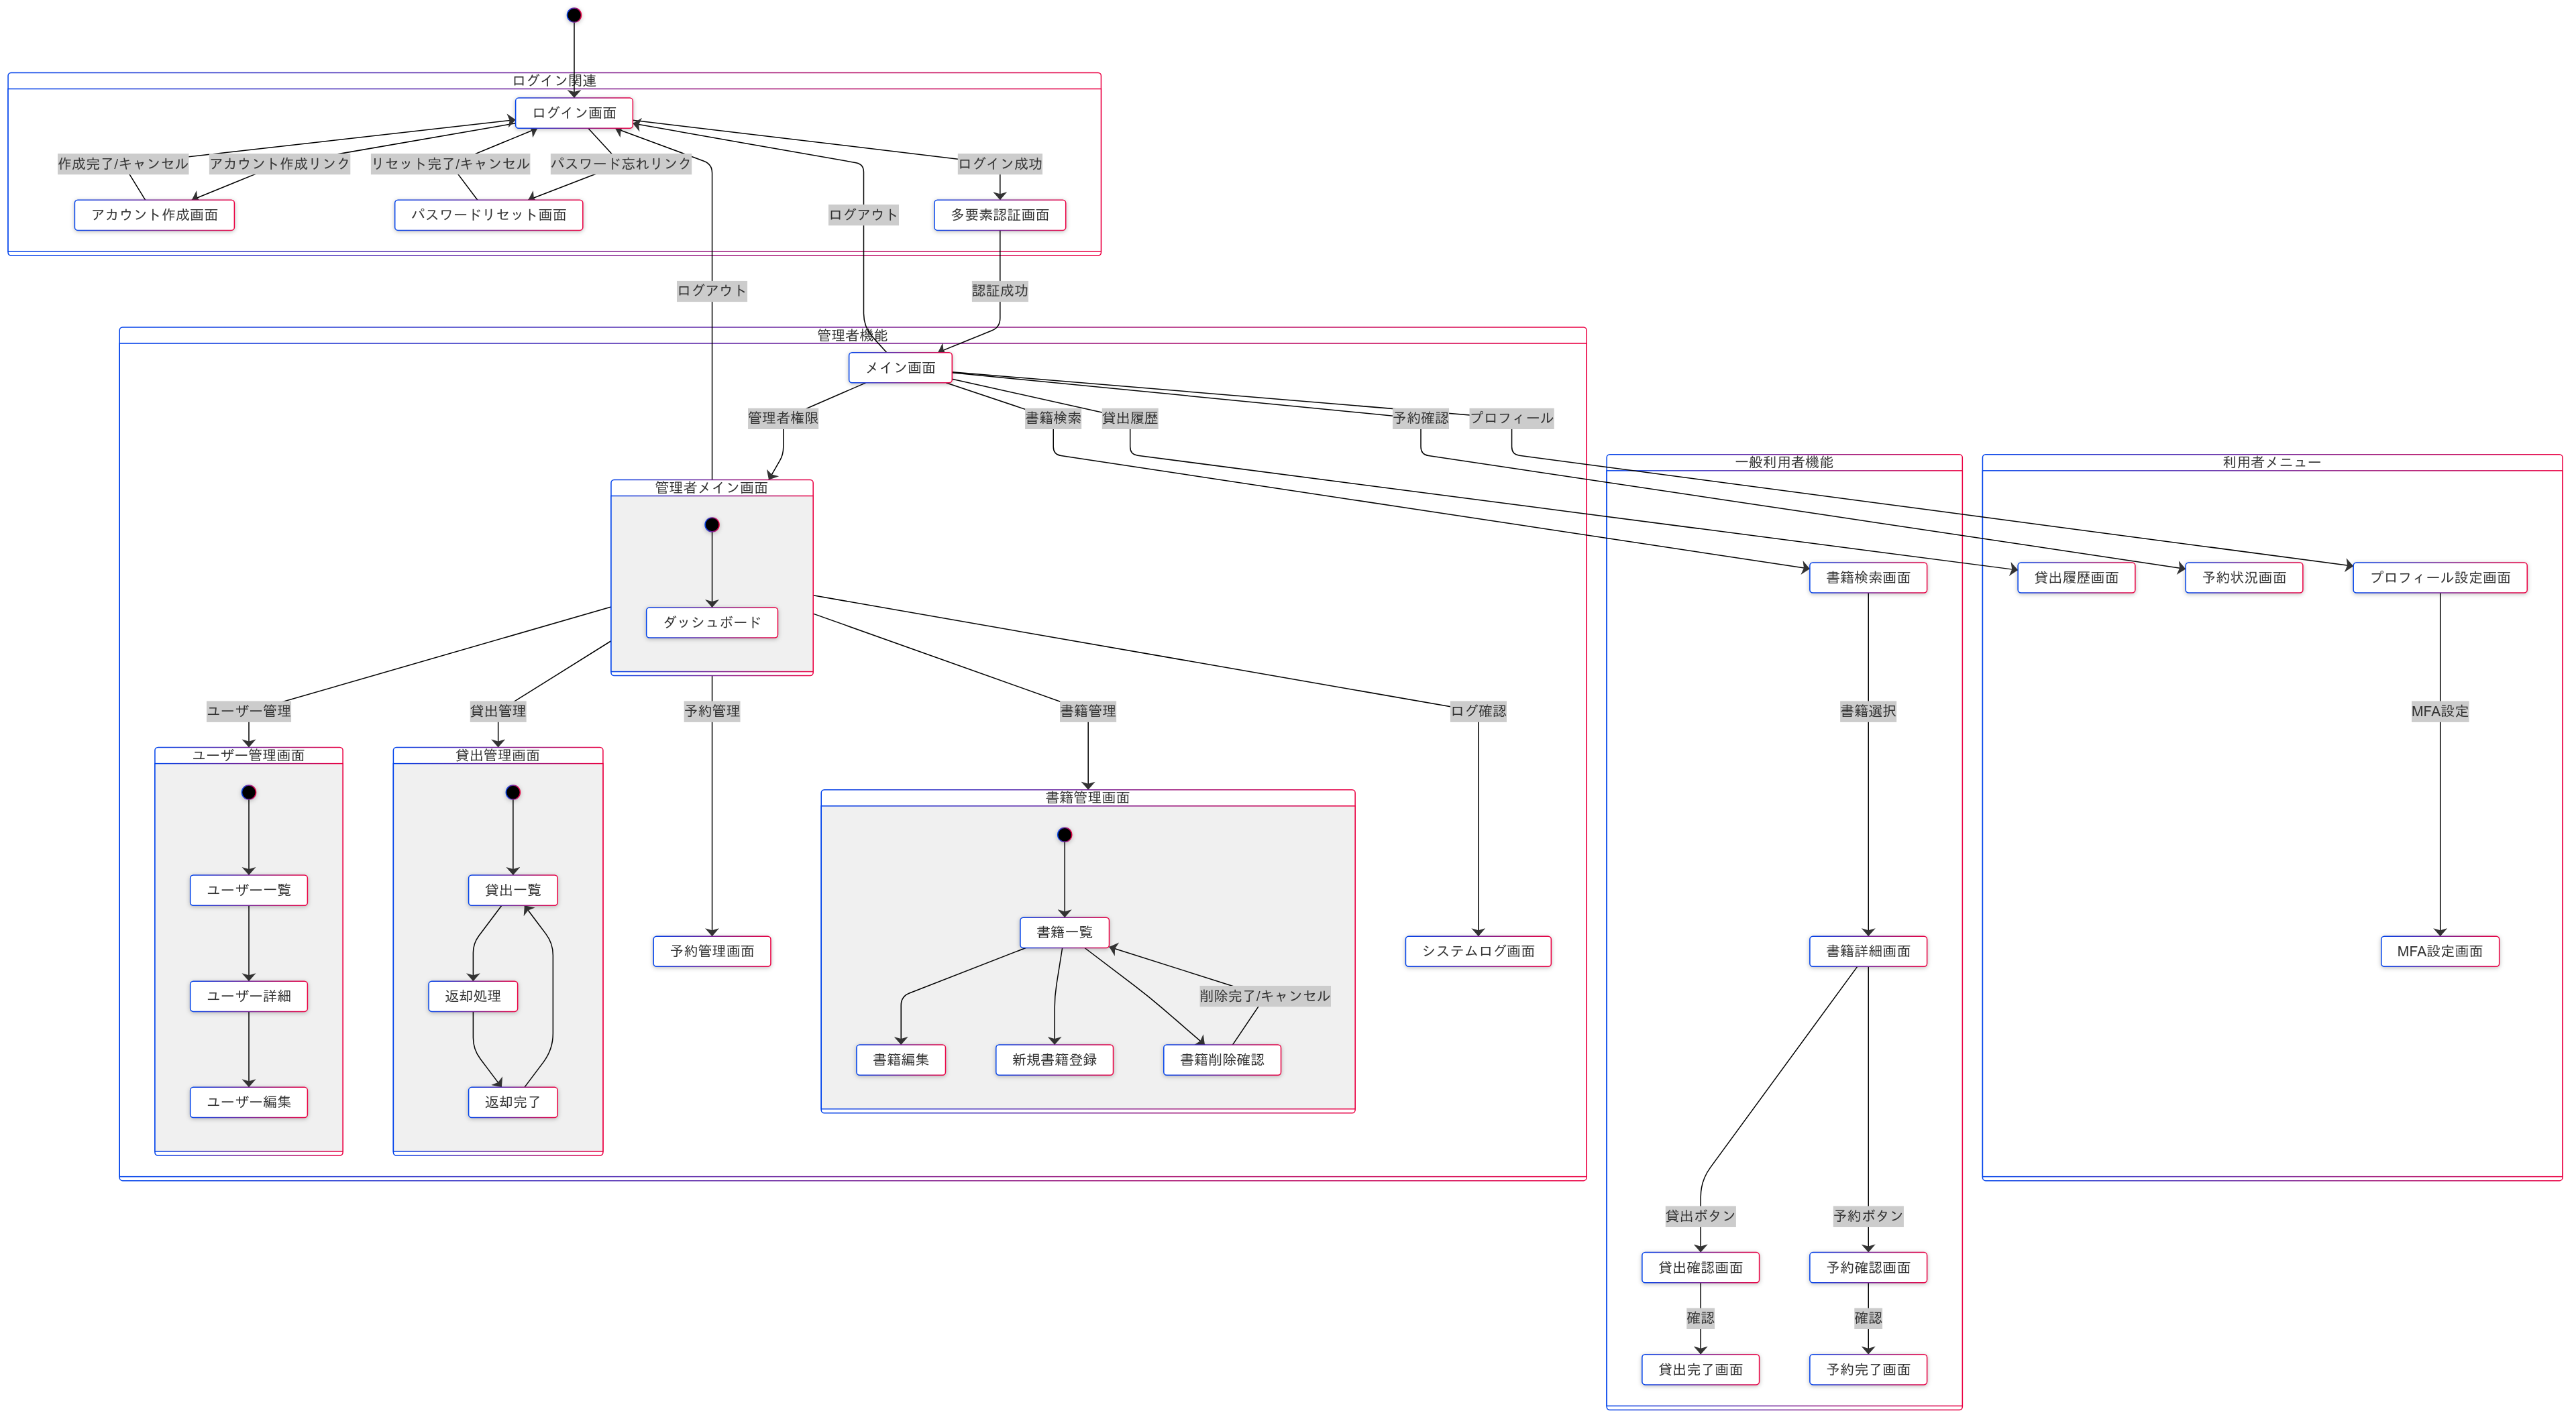 ログイン関連
ログイン画面
作成完了/キャンセル
アカウント作成リンク
リセット完了/キャンセル
パスワード忘れリンク
ログイン成功
アカウント作成画面
パスワードリセット画面
ログアウト
多要素認証画面
ログアウト
認証成功
管理者機能
メイン画面
管理者権限
書籍検索
貸出履歴
予約確認
プロフィール
一般利用者機能
利用者メニュー
管理者メイン画面
書籍検索画面
貸出履歴画面
予約状況画面
プロフィール設定画面
ダッシュボード
ユーザー管理
貸出管理
予約管理
書籍管理
ログ確認
書籍選択
MFA設定
ユーザー管理画面
貸出管理画面
書籍管理画面
ユーザー一覧
貸出一覧
書籍一覧
予約管理画面
システムログ画面
書籍詳細画面
MFA設定画面
ユーザー詳細
返却処理
削除完了/キャンセル
書籍編集
新規書籍登録
書籍削除確認
ユーザー編集
返却完了
貸出ボタン
予約ボタン
貸出確認画面
予約確認画面
確認
確認
貸出完了画面
予約完了画面